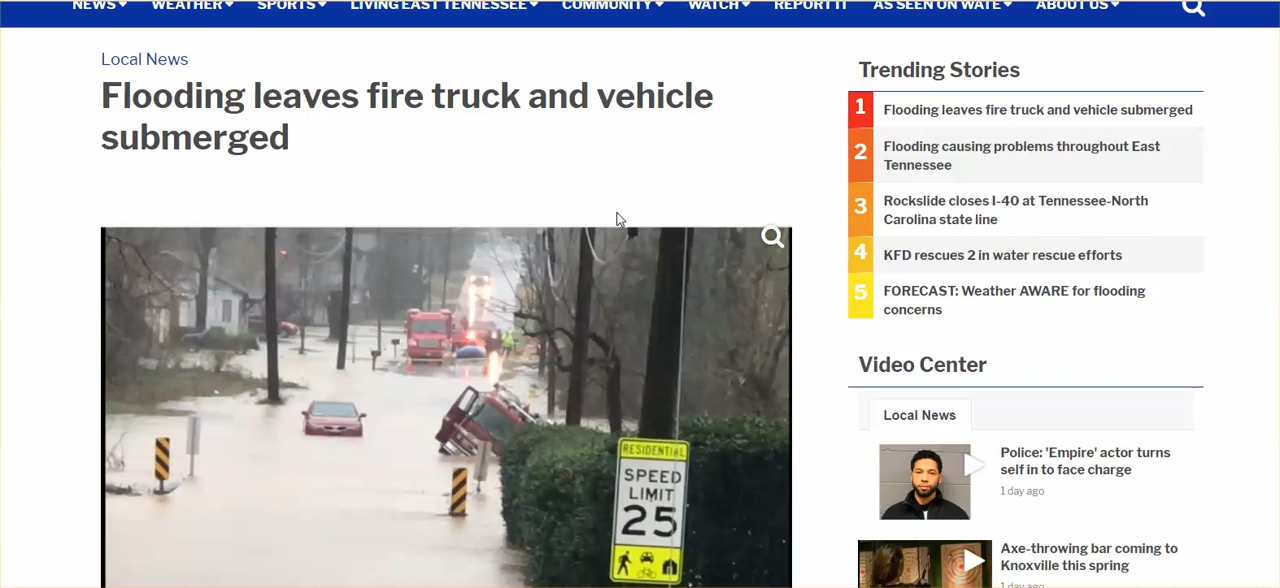 NEWS WEATHER SPORTS LIVING EAST TENNESSEE COMMUNITY WATCH REPORT IT AS SEEN ON WATE ABOUT US
Local News
Flooding leaves fire truck and vehicle
submerged
RESIDENTIAL
SPEED
LIMIT
25
Trending Stories
1 Flooding leaves fire truck and vehicle submerged
2 Flooding causing problems throughout East
Tennessee
3 Rockslide closes I-40 at Tennessee-North
Carolina state line
4 KFD rescues 2 in water rescue efforts
5 FORECAST: Weather AWARE for flooding
concerns
Video Center
Local News
Police: 'Empire' actor turns
self in to face charge
1 day ago
Axe-throwing bar coming to
Knoxville this spring
1 day ago